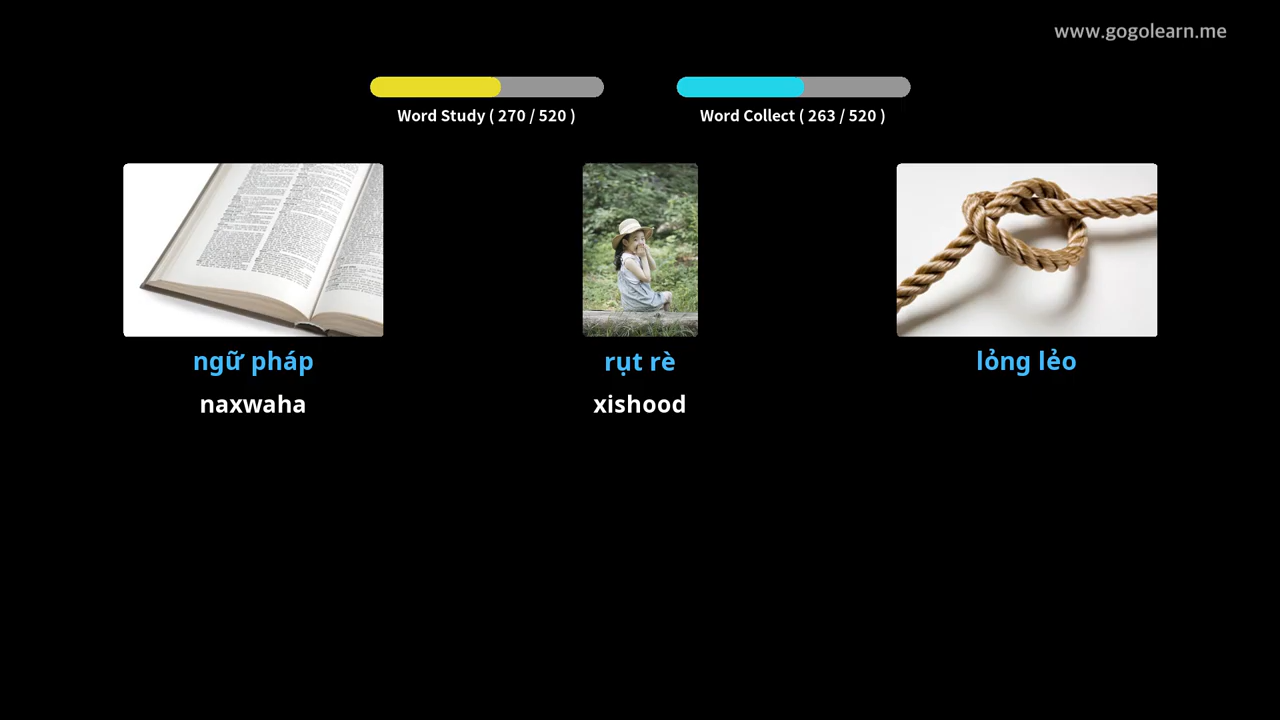 www.gogolearn.me
Word Study ( 270 / 520 )
Word Collect ( 263 / 520 )
ngữ pháp
rụt rè
lỏng lẻo
naxwaha
xishood